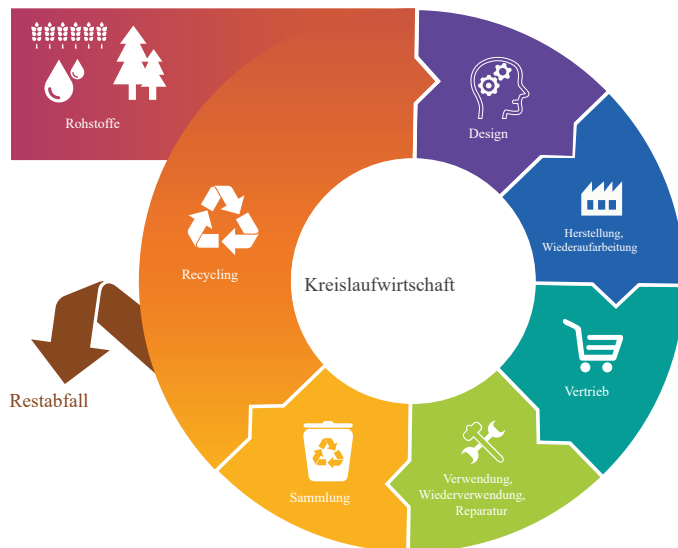 Rohstoffe
Design
Herstellung,
Wiederaufarbeitung
Recycling
Kreislaufwirtschaft
Vertrieb
Restabfall
Verwendung,
Wiederverwendung,
Reparatur
Sammlung